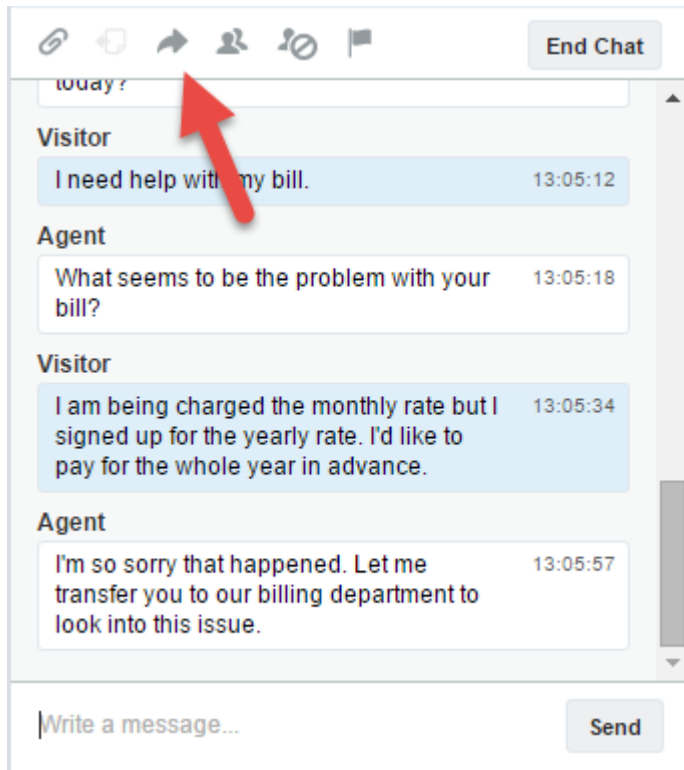 End Chat
today?
Visitor
I need help with my bill.
13:05:12
Agent
What seems to be the problem with your
13:05:18
bill?
Visitor
I am being charged the monthly rate but I
13:05:34
signed up for the yearly rate. I'd like to
pay for the whole year in advance.
Agent
I'm so sorry that happened. Let me
13:05:57
transfer you to our billing department to
look into this issue.
Write a message...
Send